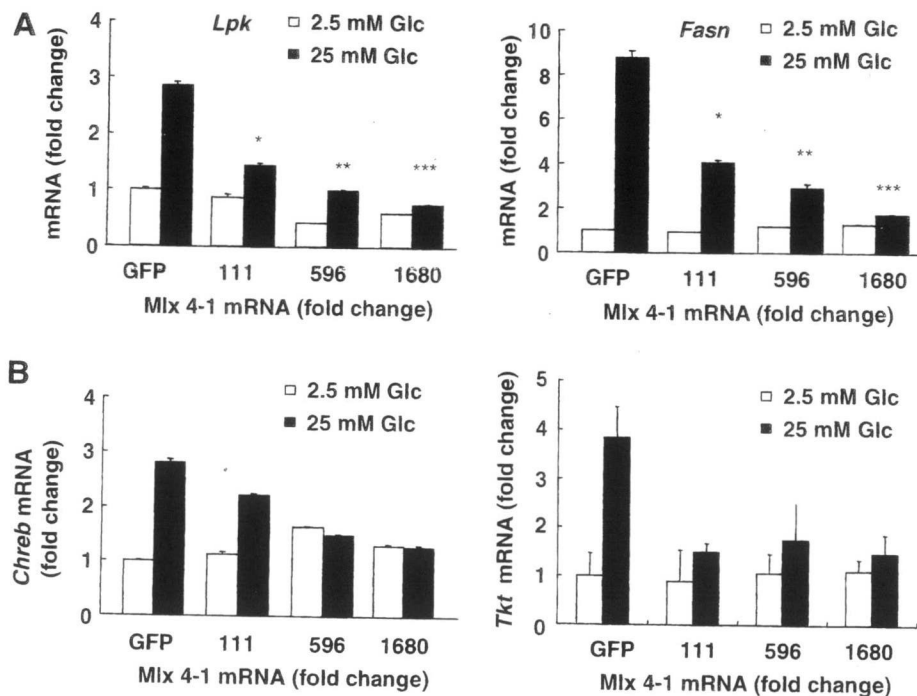 A
Lpk
2.5 mM Glc
25 mM Glc
mRNA (fold change)
4
3
2
1
0
*
**
***
GFP
111
596
1680
Mlx 4-1 mRNA (fold change)
Fasn
2.5 mM Glc
25 mM Glc
mRNA (fold change)
10
8
6
4
2
0
*
**
***
GFP
111
596
1680
Mlx 4-1 mRNA (fold change)
B
2.5 mM Glc
25 mM Glc
Chreb mRNA
(fold change)
4
3
2
1
0
GFP
111
596
1680
Mlx 4-1 mRNA (fold change)
2.5 mM Glc
25 mM Glc
Tkt mRNA (fold change)
5
4
3
2
1
0
GFP
111
596
1680
Mlx 4-1 mRNA (fold change)